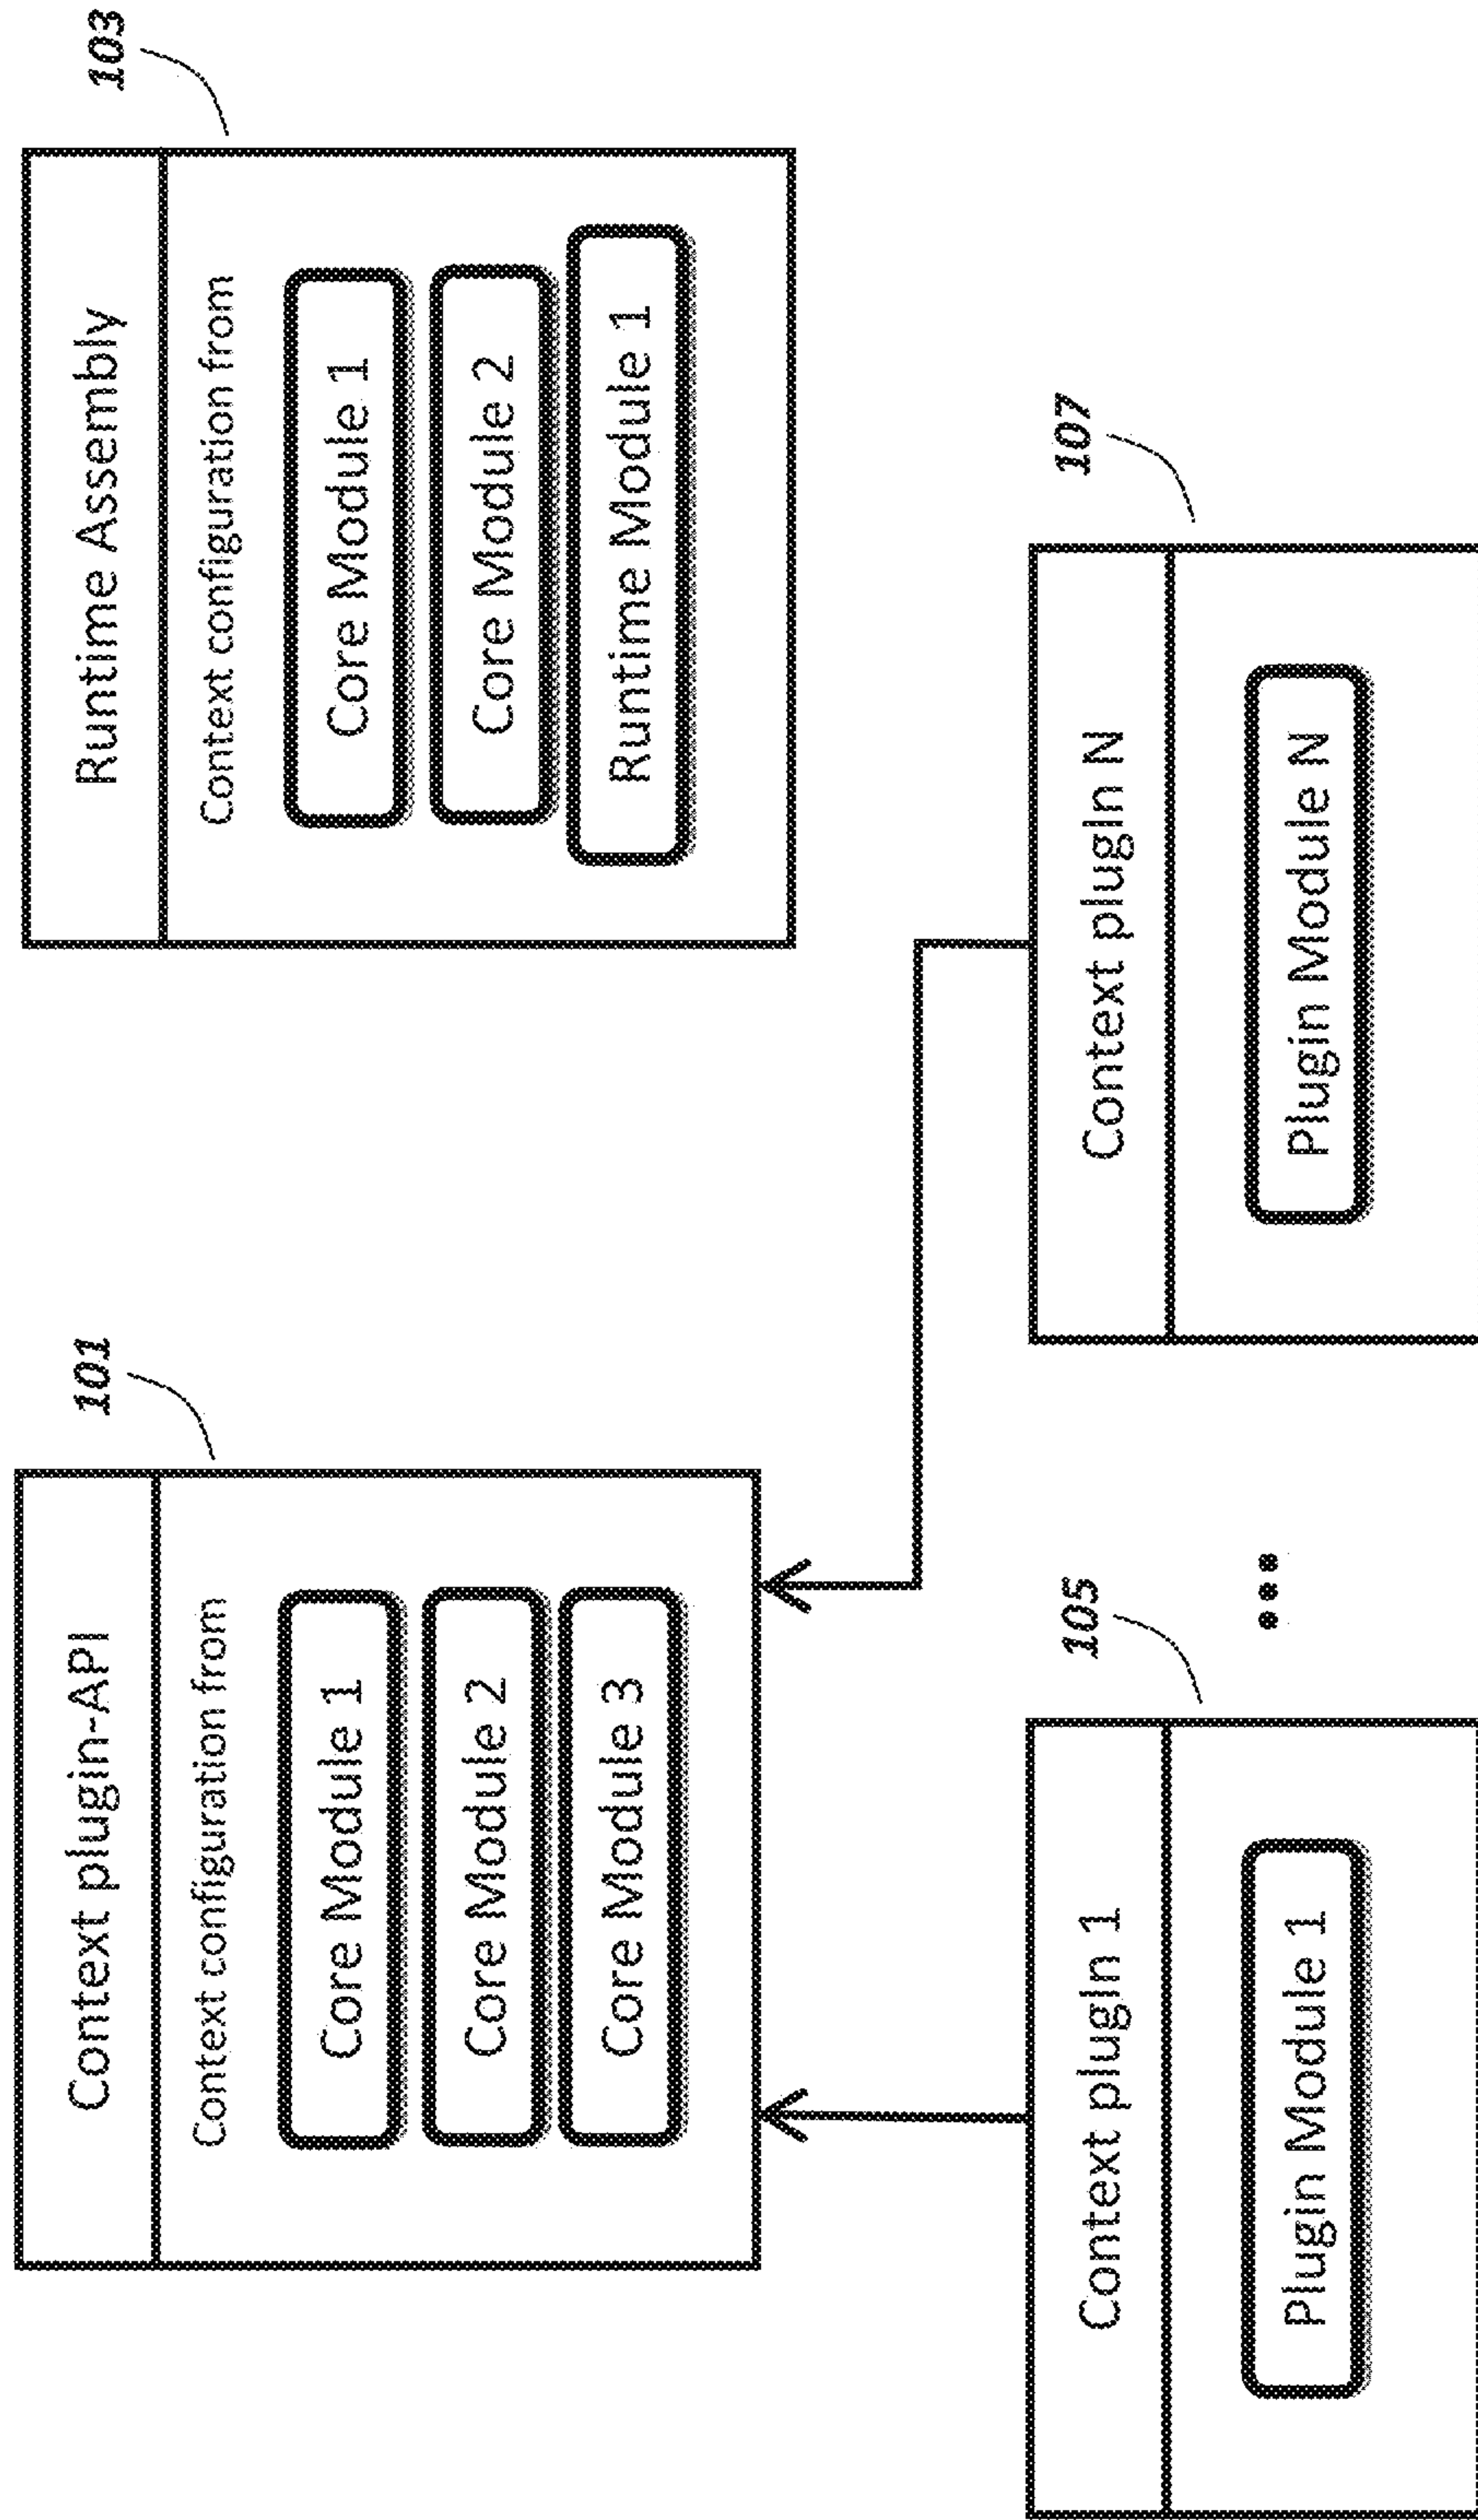 101
Context plugin-API
Context configuration from
Core Module 1
Core Module 2
Core Module 3
103
Runtime Assembly
Context configuration from
Core Module 1
Core Module 2
Runtime Module 1
105
Context plugin 1
Plugin Module 1
...
107
Context plugin N
Plugin Module N